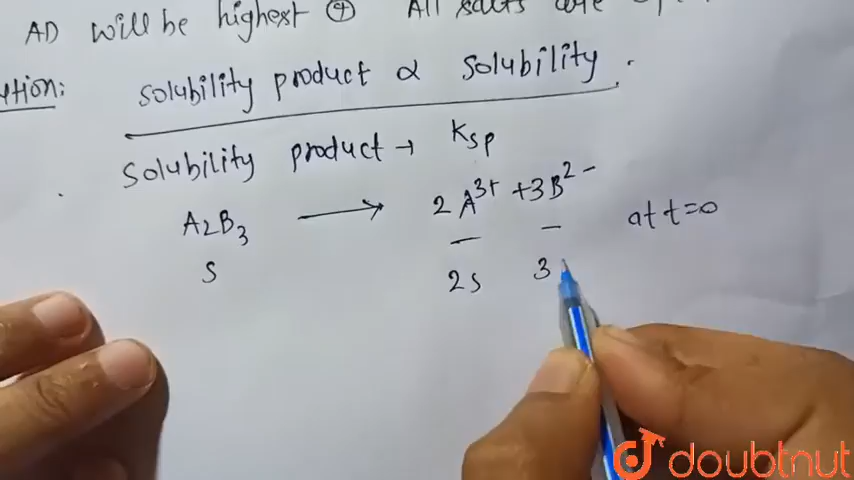 AD will be highest ④ All salts are
solubility product ∝ solubility.
Solubility product → Ksp
A2B3 ⟶ 2A³⁺ + 3B²⁻
— — at t=0
S 2s 3
doubtnut